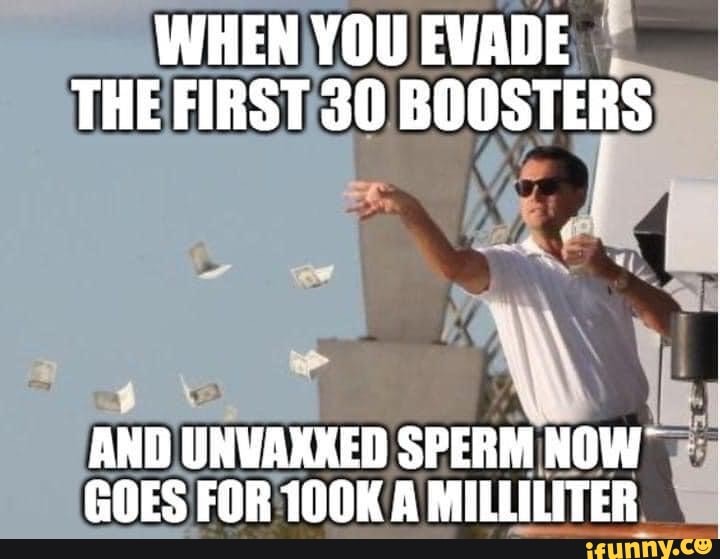 WHEN YOU EVADE
THE FIRST 30 BOOSTERS
AND UNVAXXED SPERM NOW
GOES FOR 100K A MILLILITER
ifunny.co